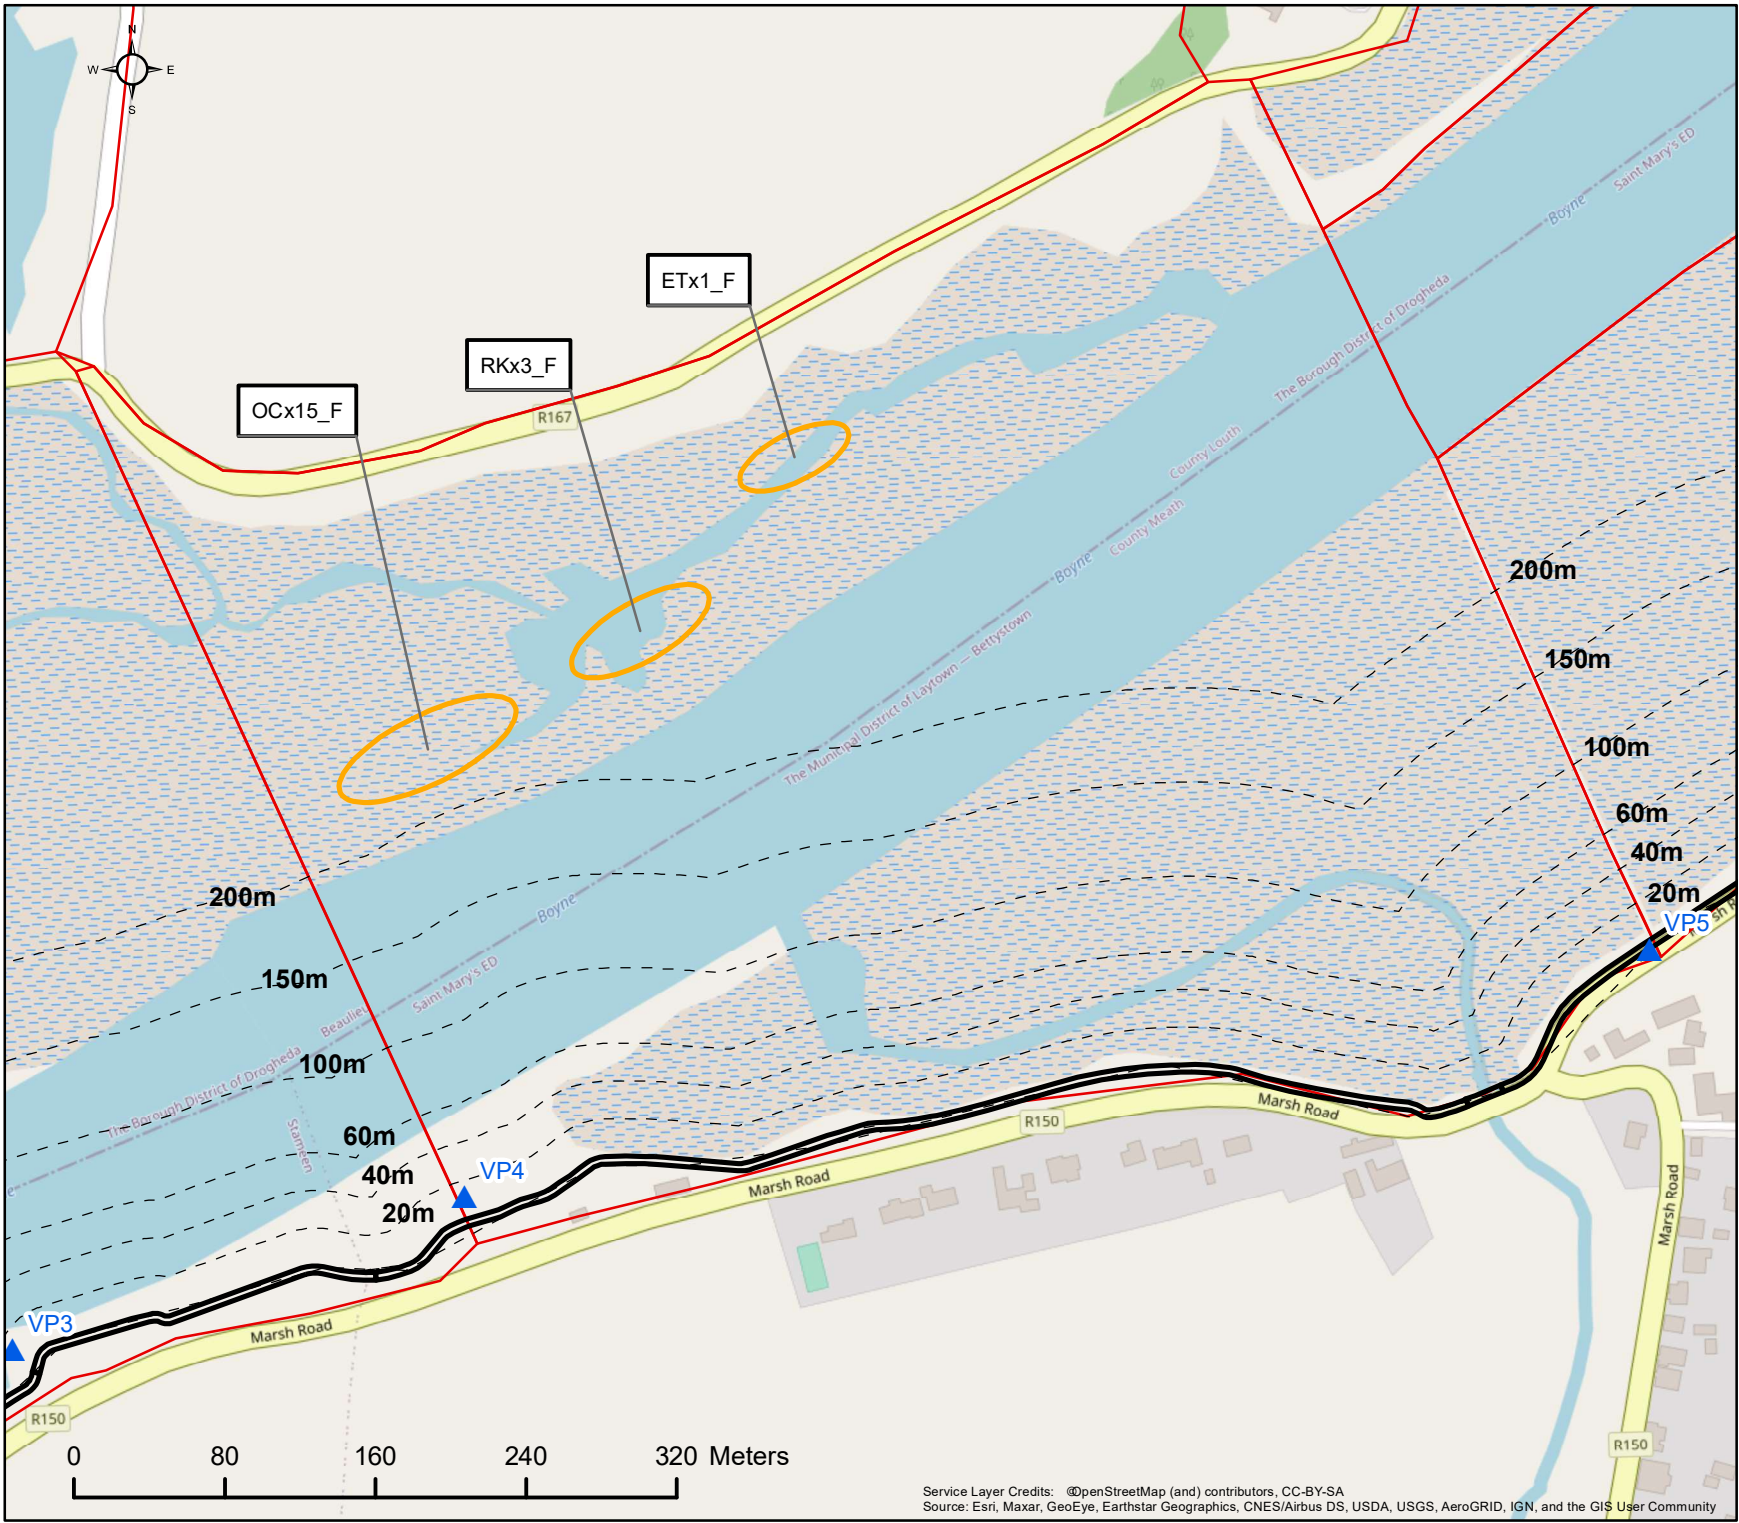 N
W E
S
ETx1_F
RKx3_F
OCx15_F
R167
Saint Mary's ED
Boyne
The Borough District of Drogheda
County Louth
County Meath
Boyne
The Municipal District of Laytown — Bettystown
200m
150m
100m
60m
40m
20m
VP5
200m
150m
100m
60m
40m
20m
Boyne
Saint Mary's ED
Beaulieu
The Borough District of Drogheda
Stameen
VP4
VP3
Marsh Road
R150
Marsh Road
Marsh Road
Marsh Road
R150
R150
0 80 160 240 320 Meters
Service Layer Credits: ©OpenStreetMap (and) contributors, CC-BY-SA
Source: Esri, Maxar, GeoEye, Earthstar Geographics, CNES/Airbus DS, USDA, USGS, AeroGRID, IGN, and the GIS User Community